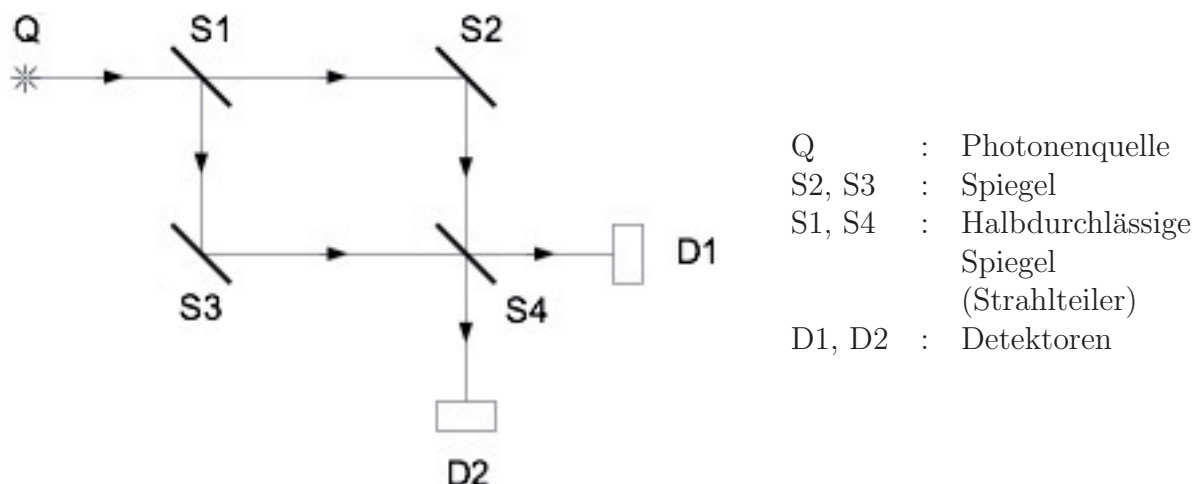 Q
S1
S2
S3
S4
D1
D2
Q : Photonenquelle
S2, S3 : Spiegel
S1, S4 : Halbdurchlässige
Spiegel
(Strahlteiler)
D1, D2 : Detektoren